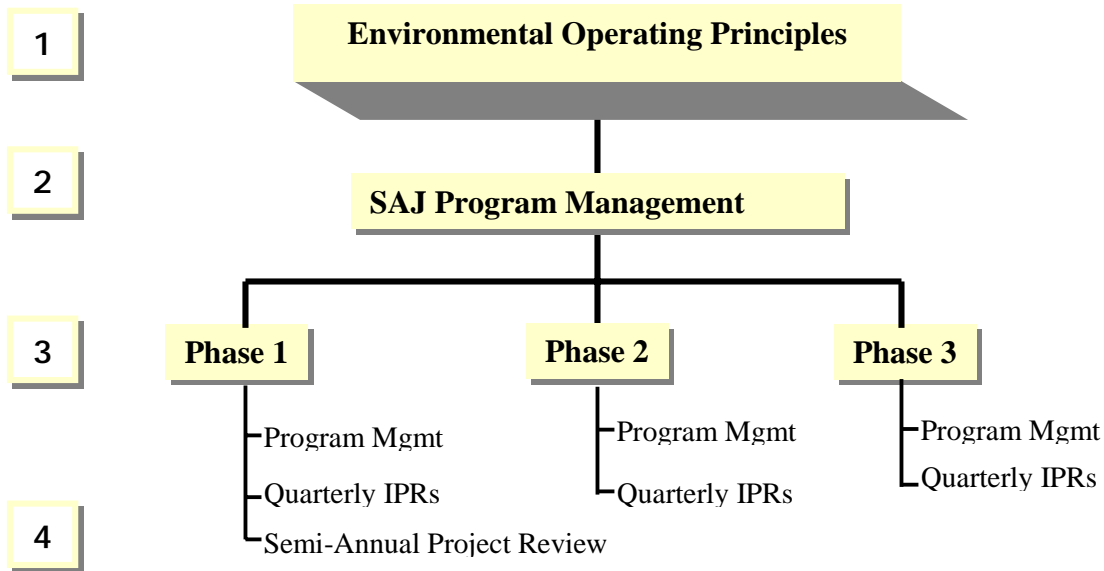 1
Environmental Operating Principles
2
SAJ Program Management
3
Phase 1
Phase 2
Phase 3
Program Mgmt
Program Mgmt
Program Mgmt
Quarterly IPRs
Quarterly IPRs
Quarterly IPRs
4
Semi-Annual Project Review